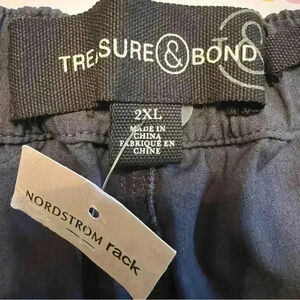 TREASURE & BOND
2XL
MADE IN
CHINA
FABRIQUÉ EN
CHINE
NORDSTROM rack